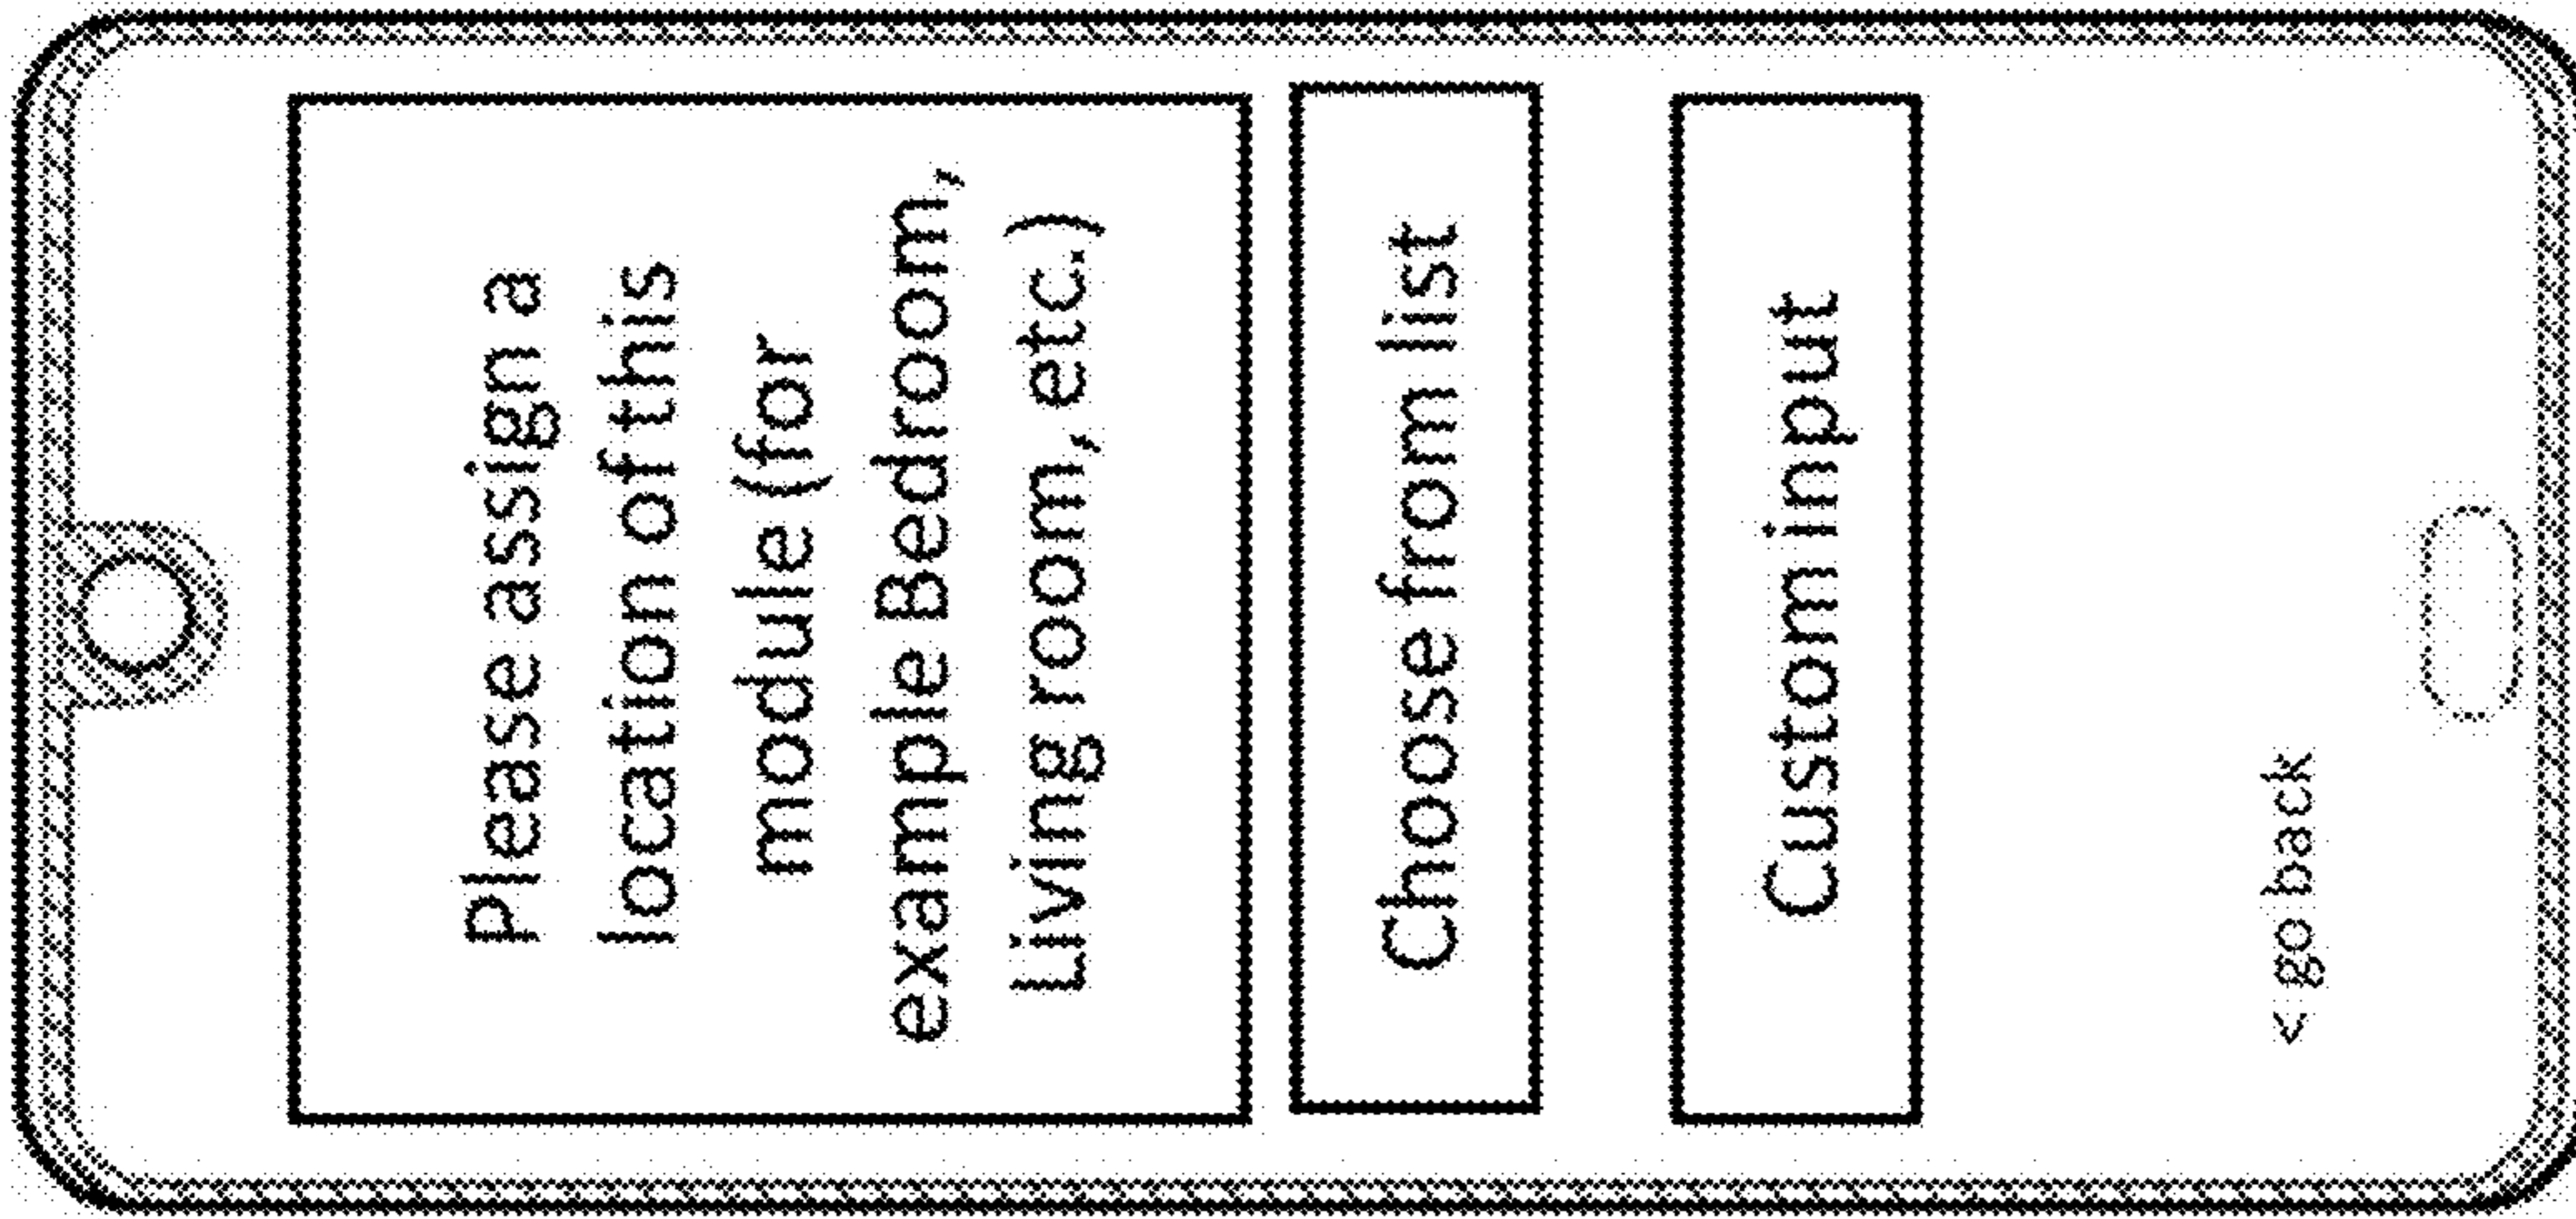 Please assign a
location of this
module (for
example Bedroom,
Living room, etc.)
Choose from list
Custom input
< go back